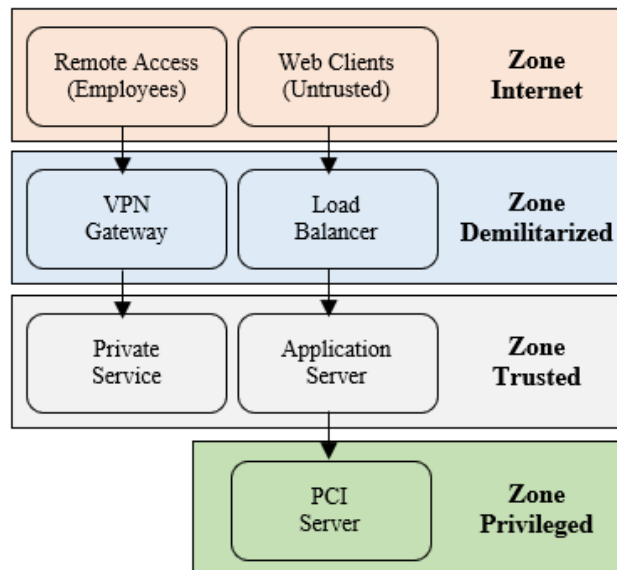 Remote Access
(Employees)
Web Clients
(Untrusted)
Zone
Internet
VPN
Gateway
Load
Balancer
Zone
Demilitarized
Private
Service
Application
Server
Zone
Trusted
PCI
Server
Zone
Privileged